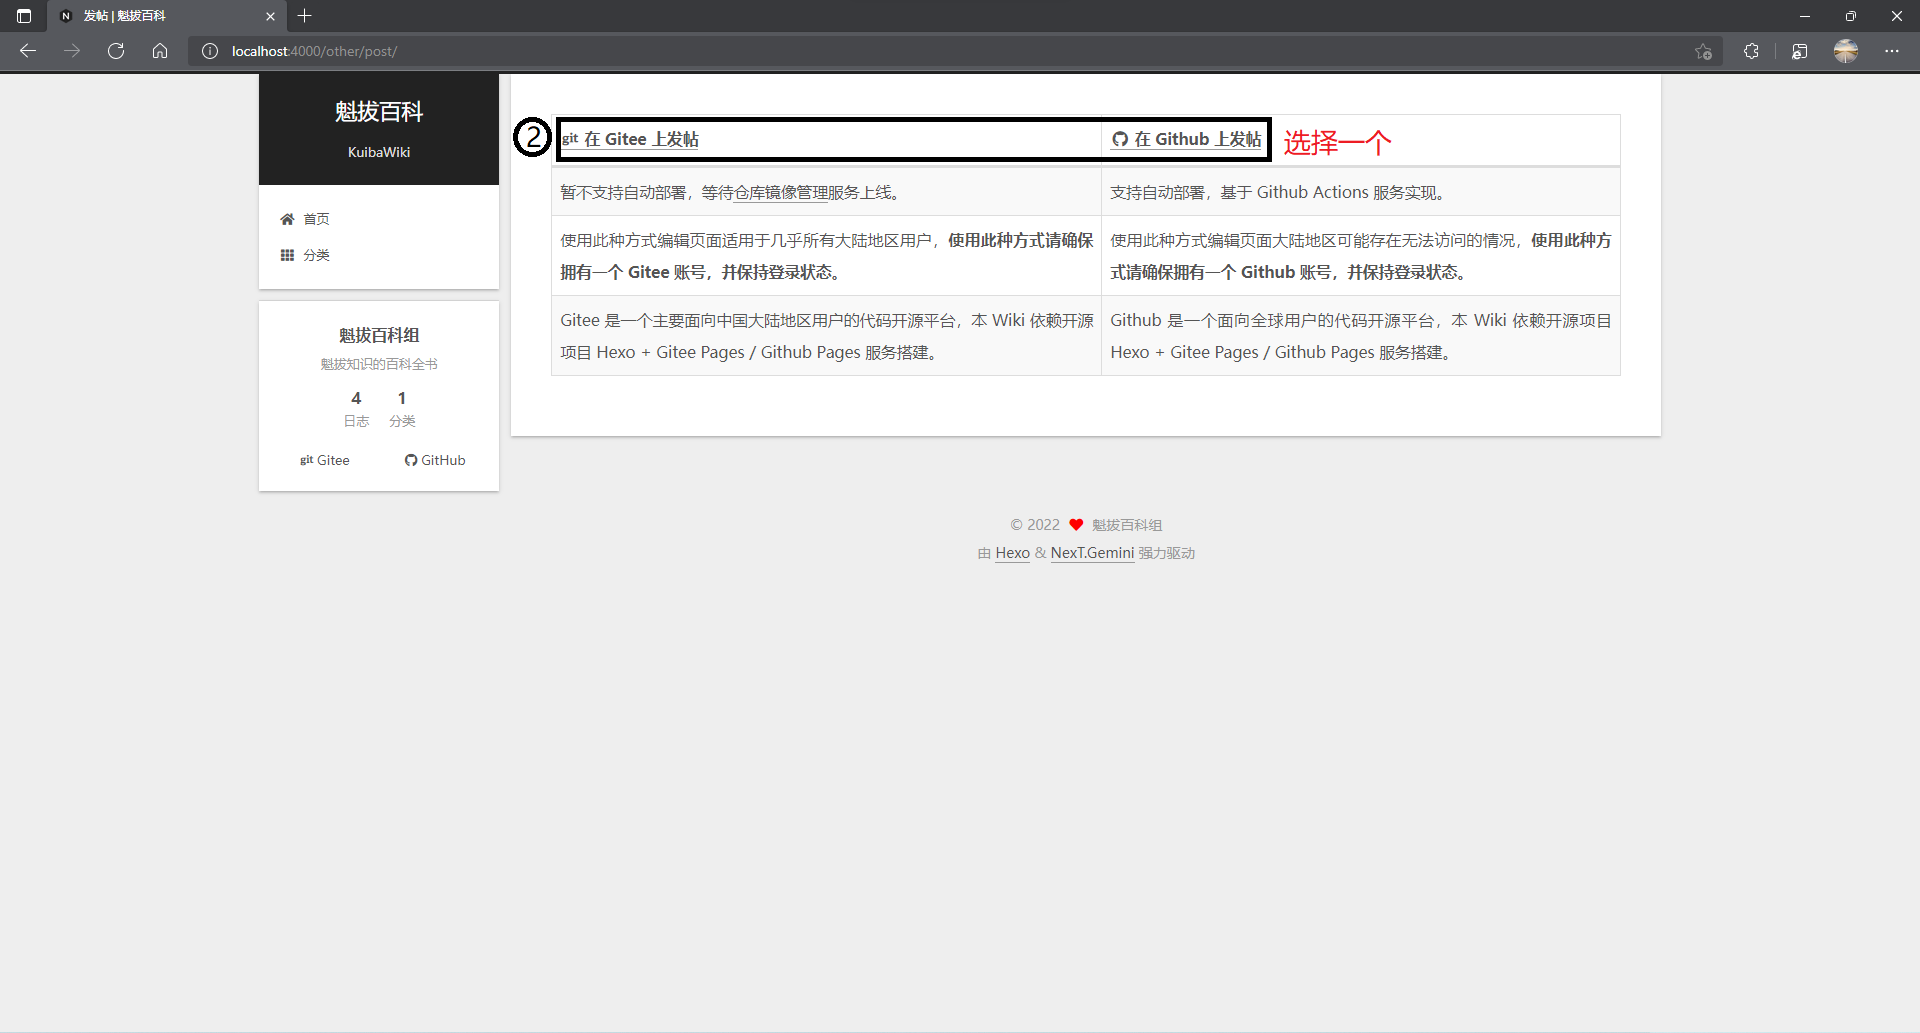 发帖 | 魁拔百科
localhost:4000/other/post/
魁拔百科
KuibaWiki
首页
分类
魁拔百科组
魁拔知识的百科全书
4 1
日志 分类
git Gitee GitHub
② git 在 Gitee 上发帖 在 Github 上发帖 选择一个
暂不支持自动部署，等待仓库镜像管理服务上线。
支持自动部署，基于 Github Actions 服务实现。
使用此种方式编辑页面适用于几乎所有大陆地区用户，使用此种方式请确保
拥有一个 Gitee 账号，并保持登录状态。
使用此种方式编辑页面大陆地区可能存在无法访问的情况，使用此种方
式请确保拥有一个 Github 账号，并保持登录状态。
Gitee 是一个主要面向中国大陆地区用户的代码开源平台，本 Wiki 依赖开源
项目 Hexo + Gitee Pages / Github Pages 服务搭建。
Github 是一个面向全球用户的代码开源平台，本 Wiki 依赖开源项目
Hexo + Gitee Pages / Github Pages 服务搭建。
© 2022 ❤ 魁拔百科组
由 Hexo & NexT.Gemini 强力驱动